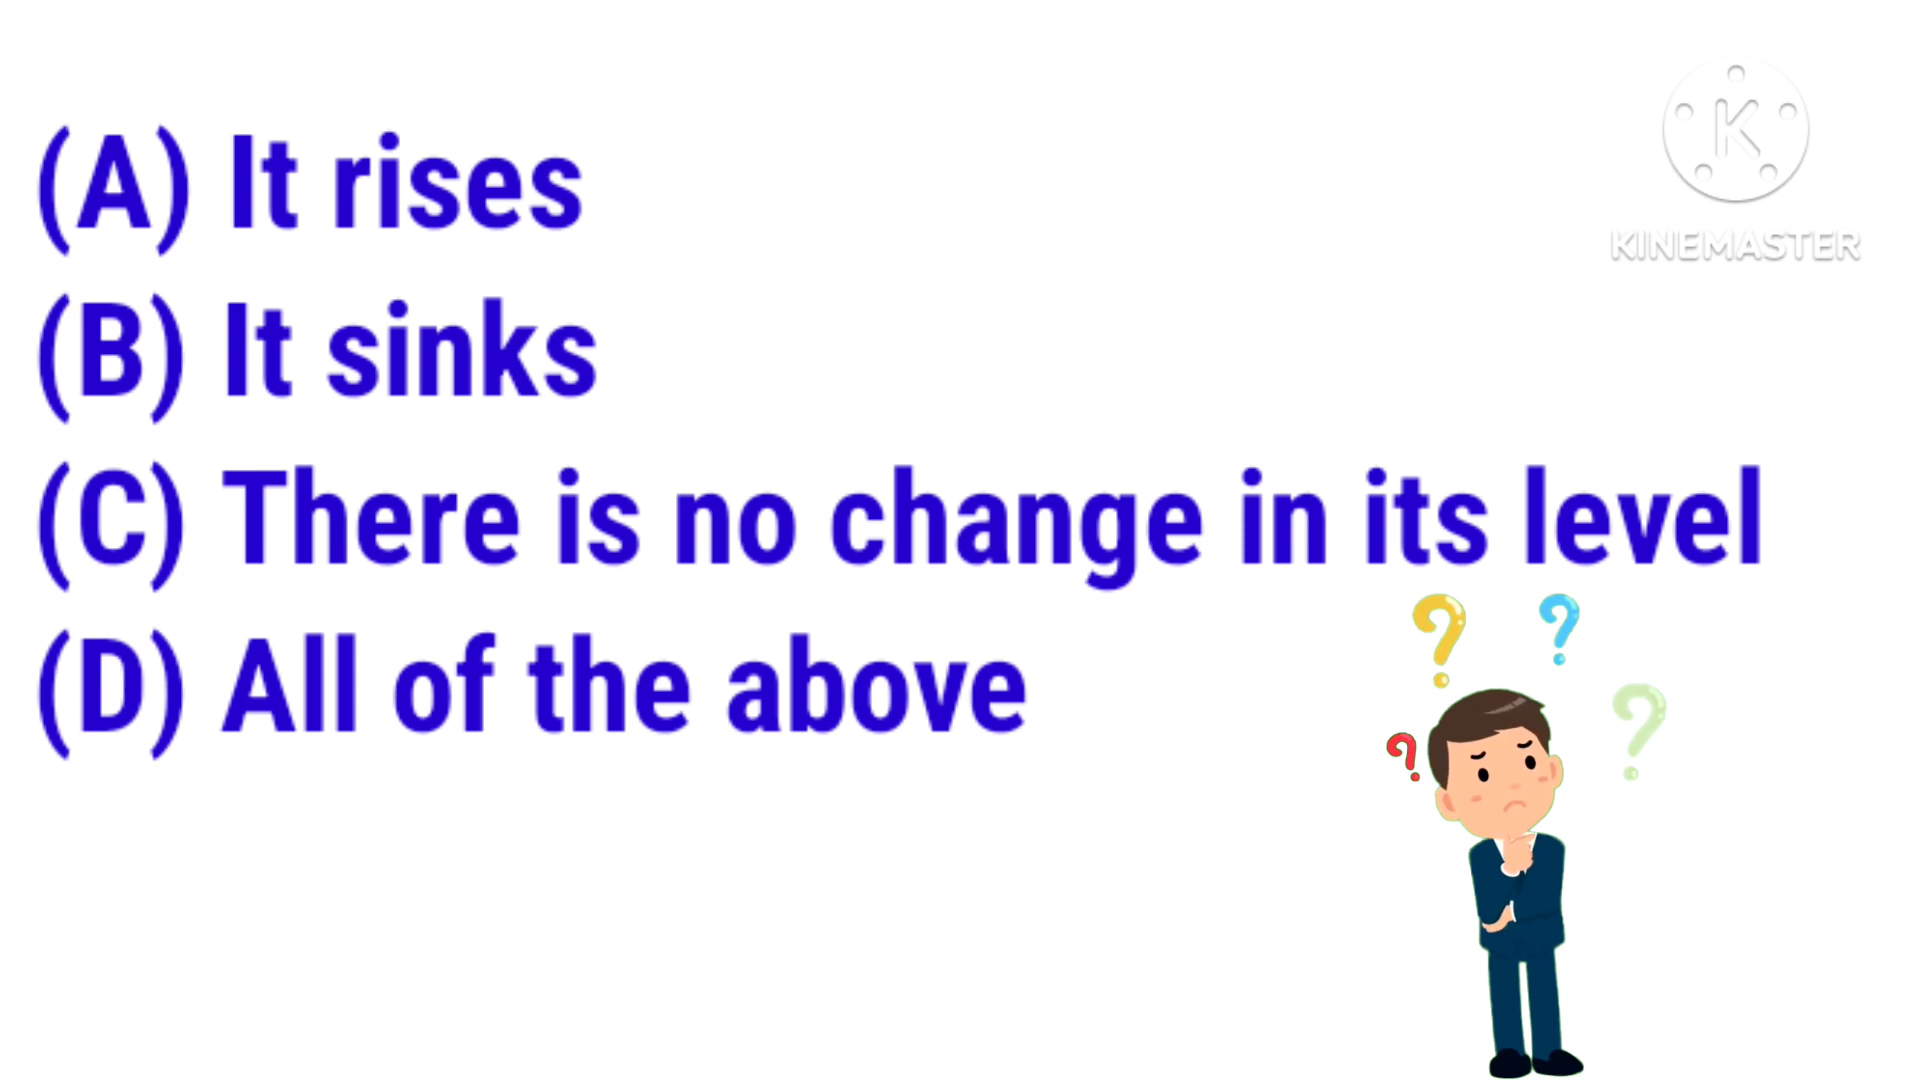 (A) It rises
(B) It sinks
(C) There is no change in its level
(D) All of the above
K
KINEMASTER
? ? ? ?